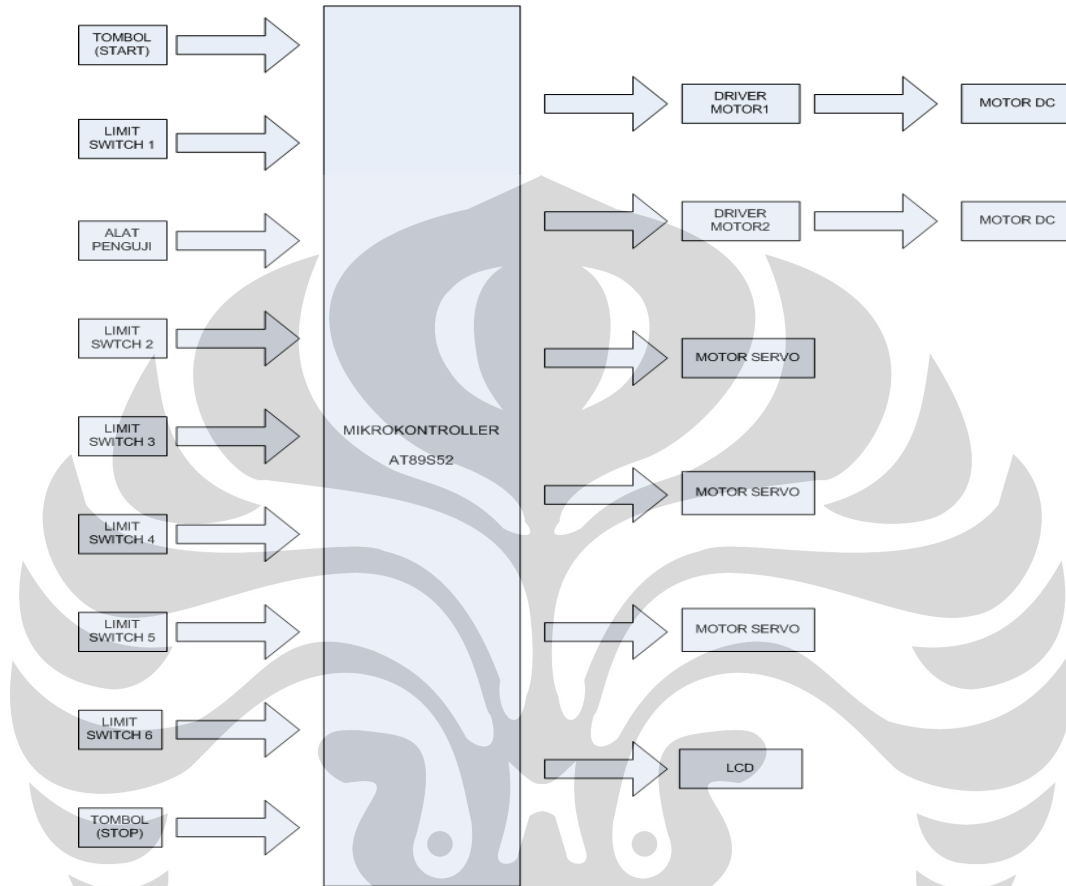 TOMBOL
(START)
LIMIT
SWITCH 1
ALAT
PENGUJI
LIMIT
SWTCH 2
LIMIT
SWITCH 3
LIMIT
SWITCH 4
LIMIT
SWITCH 5
LIMIT
SWITCH 6
TOMBOL
(STOP)
MIKROKONTROLLER
AT89S52
DRIVER
MOTOR1
MOTOR DC
DRIVER
MOTOR2
MOTOR DC
MOTOR SERVO
MOTOR SERVO
MOTOR SERVO
LCD